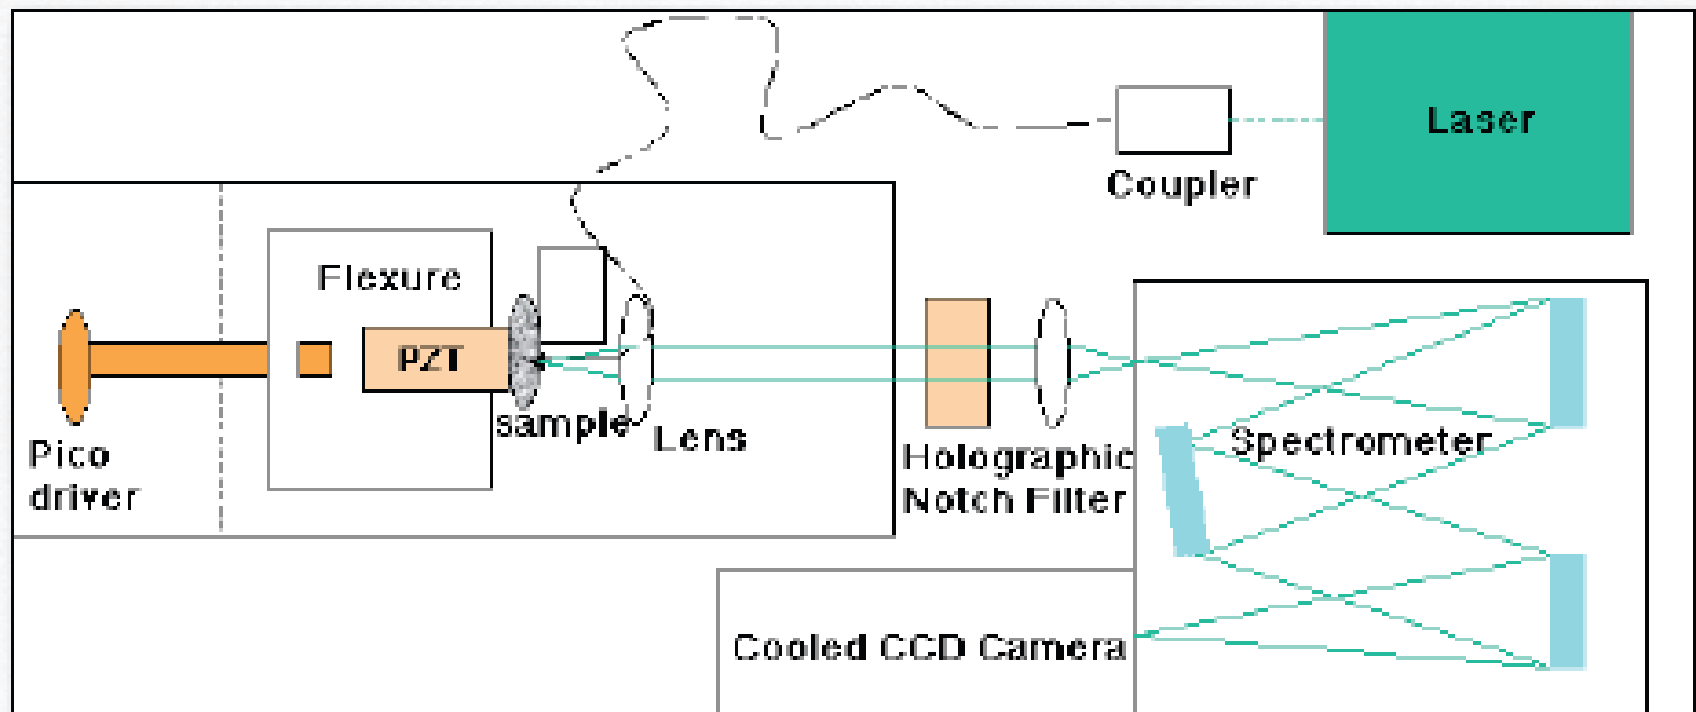 Laser
Coupler
Flexure
PZT
sample
Lens
Pico
driver
Holographic
Notch Filter
Spectrometer
Cooled CCD Camera